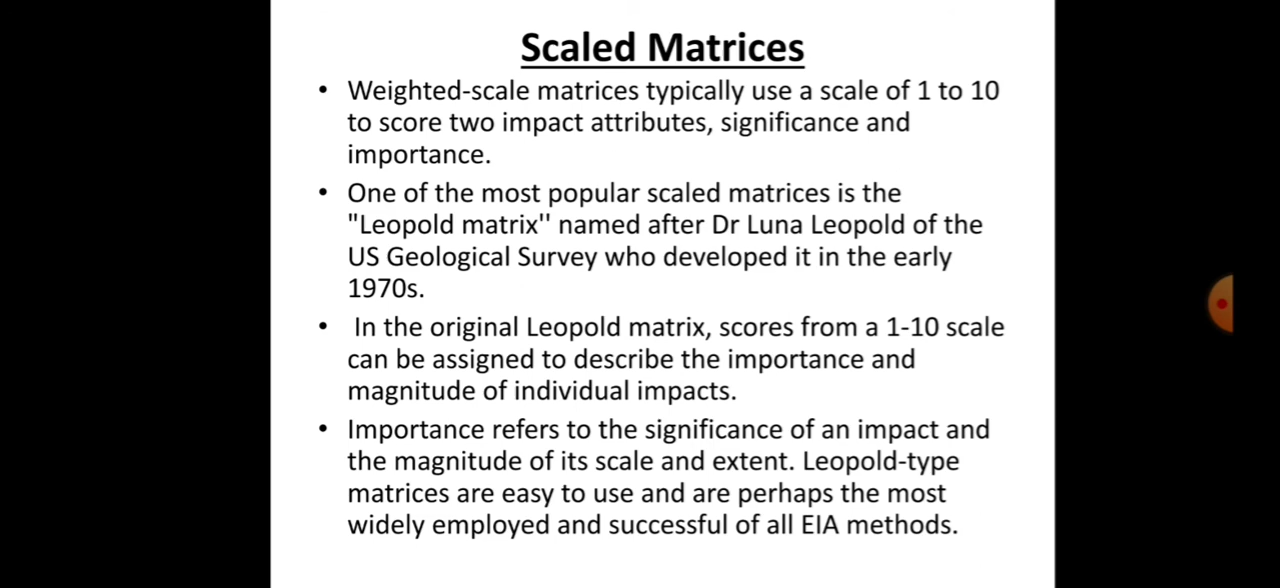 Scaled Matrices
• Weighted-scale matrices typically use a scale of 1 to 10
to score two impact attributes, significance and
importance.
• One of the most popular scaled matrices is the
"Leopold matrix'' named after Dr Luna Leopold of the
US Geological Survey who developed it in the early
1970s.
• In the original Leopold matrix, scores from a 1-10 scale
can be assigned to describe the importance and
magnitude of individual impacts.
• Importance refers to the significance of an impact and
the magnitude of its scale and extent. Leopold-type
matrices are easy to use and are perhaps the most
widely employed and successful of all EIA methods.